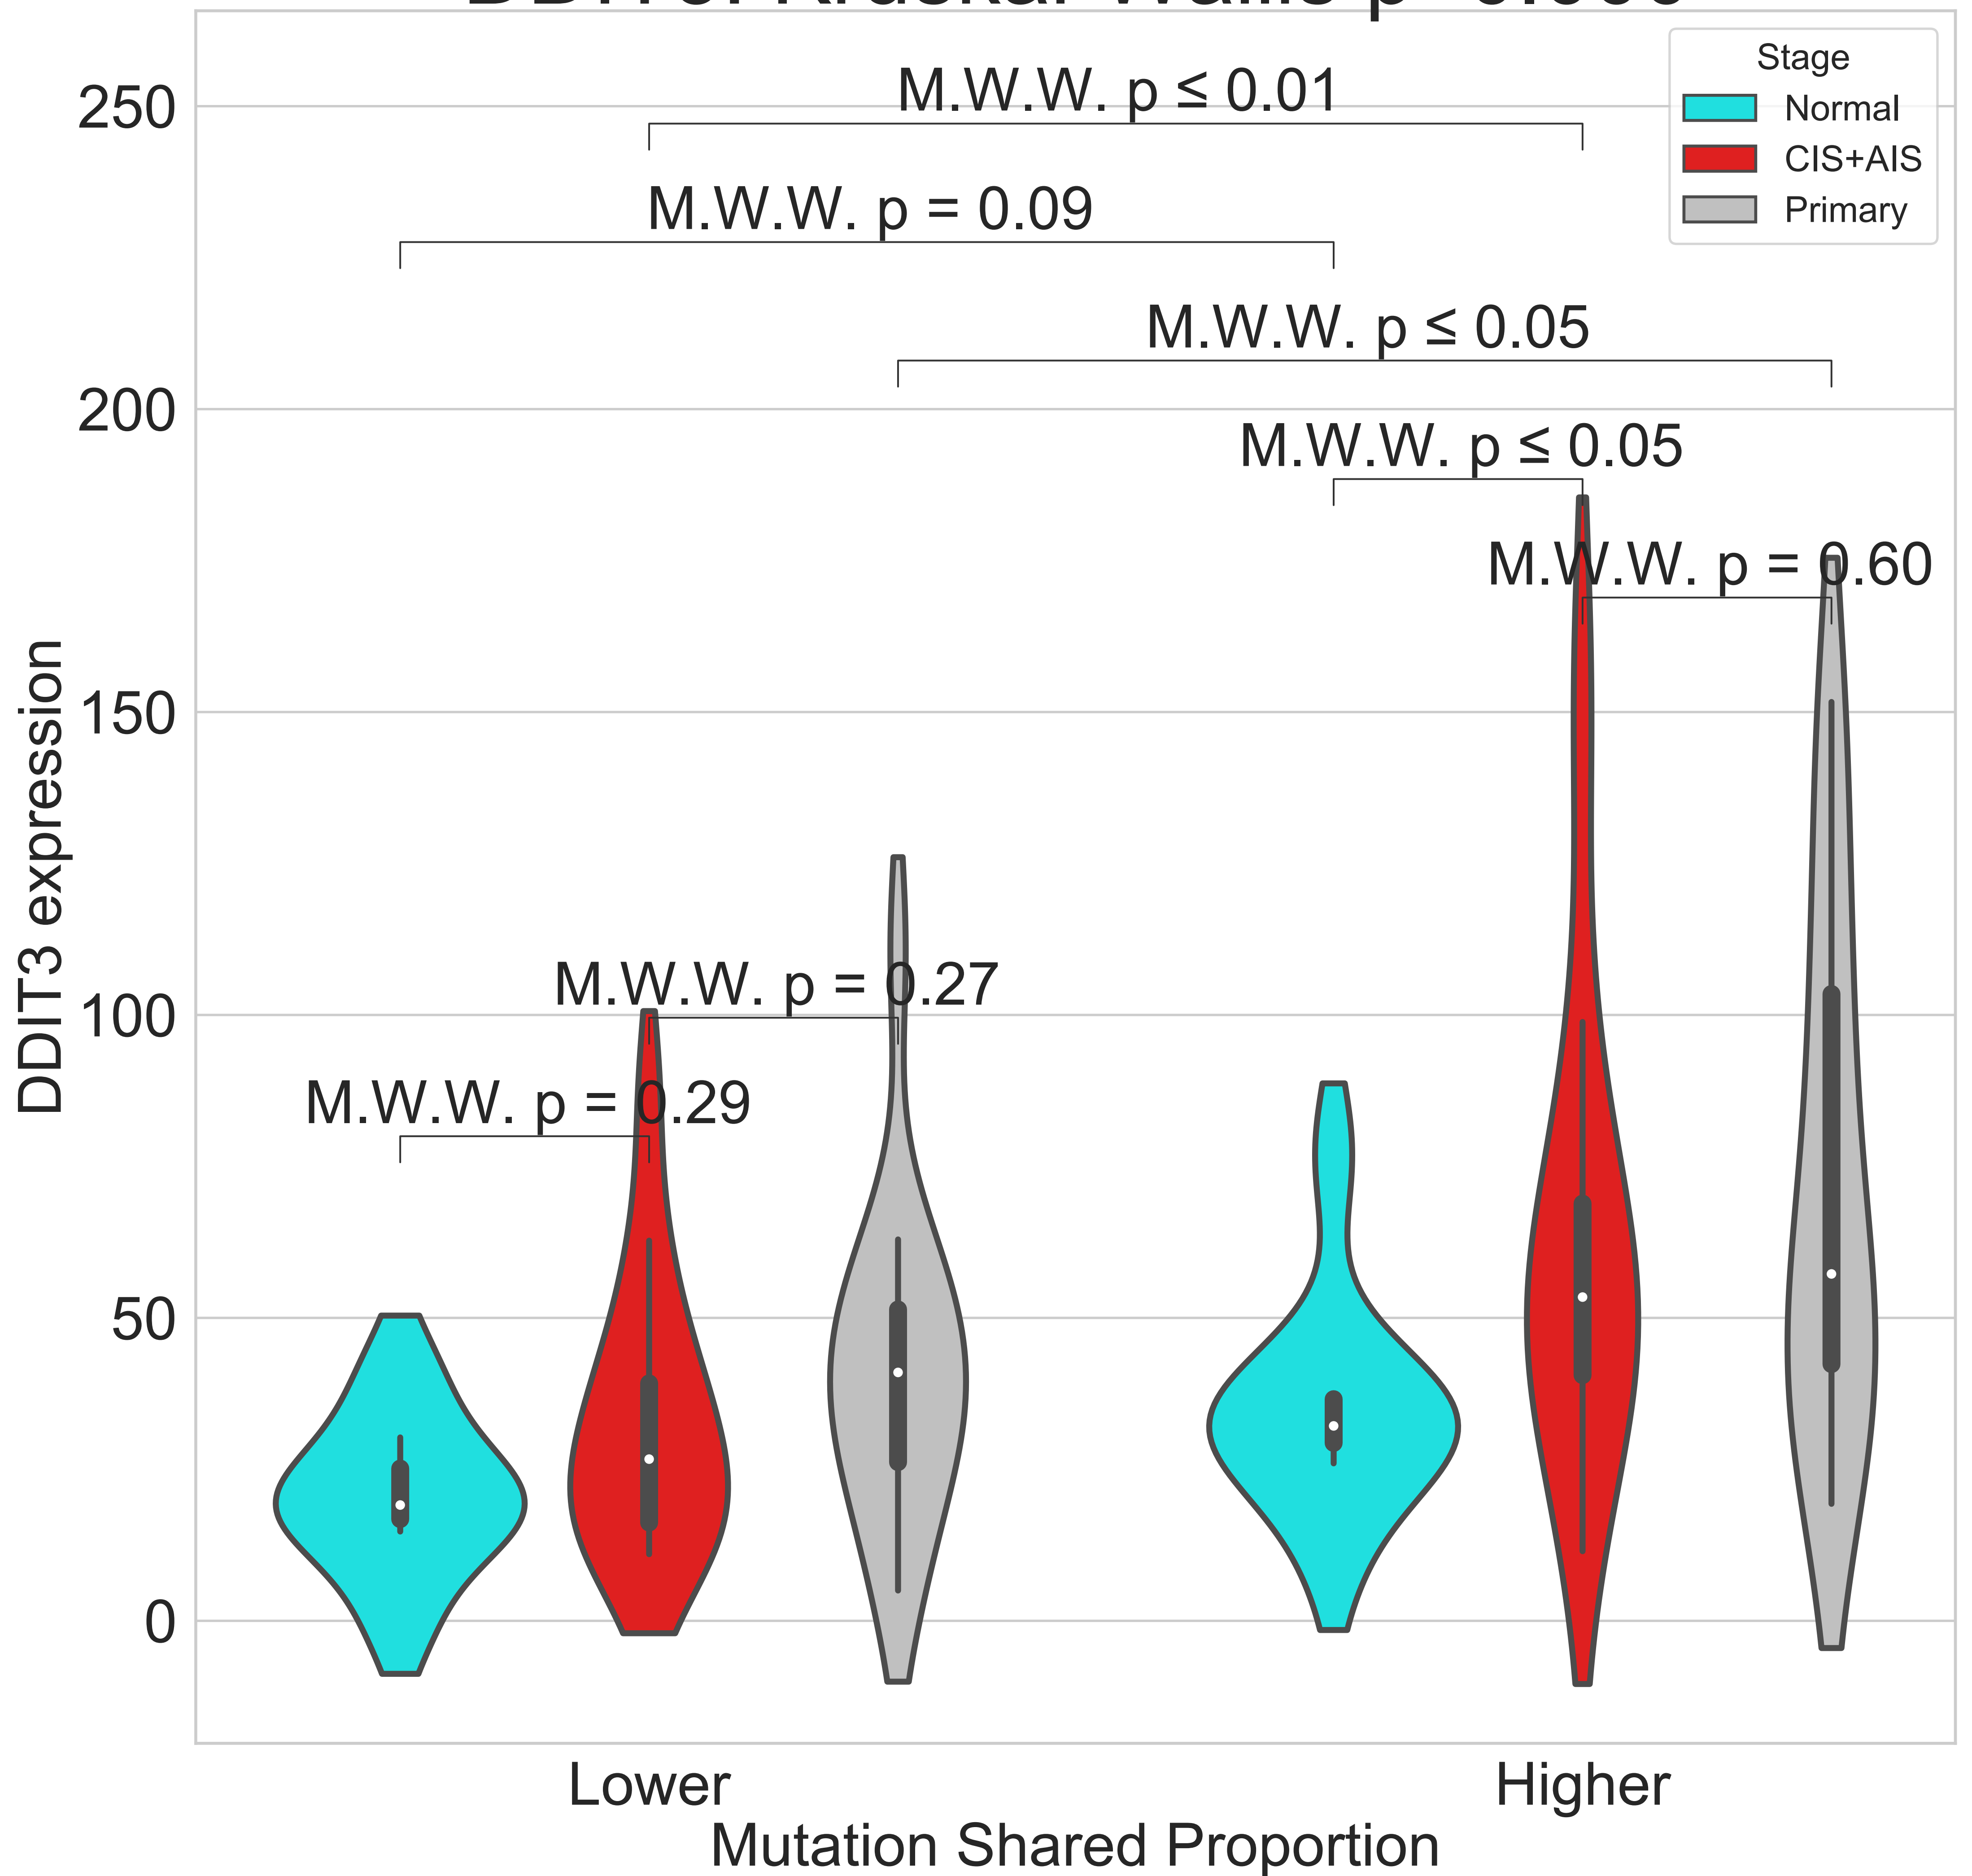 Stage
Normal
CIS+AIS
Primary
M.W.W. p ≤ 0.01
M.W.W. p = 0.09
M.W.W. p ≤ 0.05
M.W.W. p ≤ 0.05
M.W.W. p = 0.60
M.W.W. p = 0.27
M.W.W. p = 0.29
250
200
150
100
50
0
DDIT3 expression
Lower
Higher
Mutation Shared Proportion